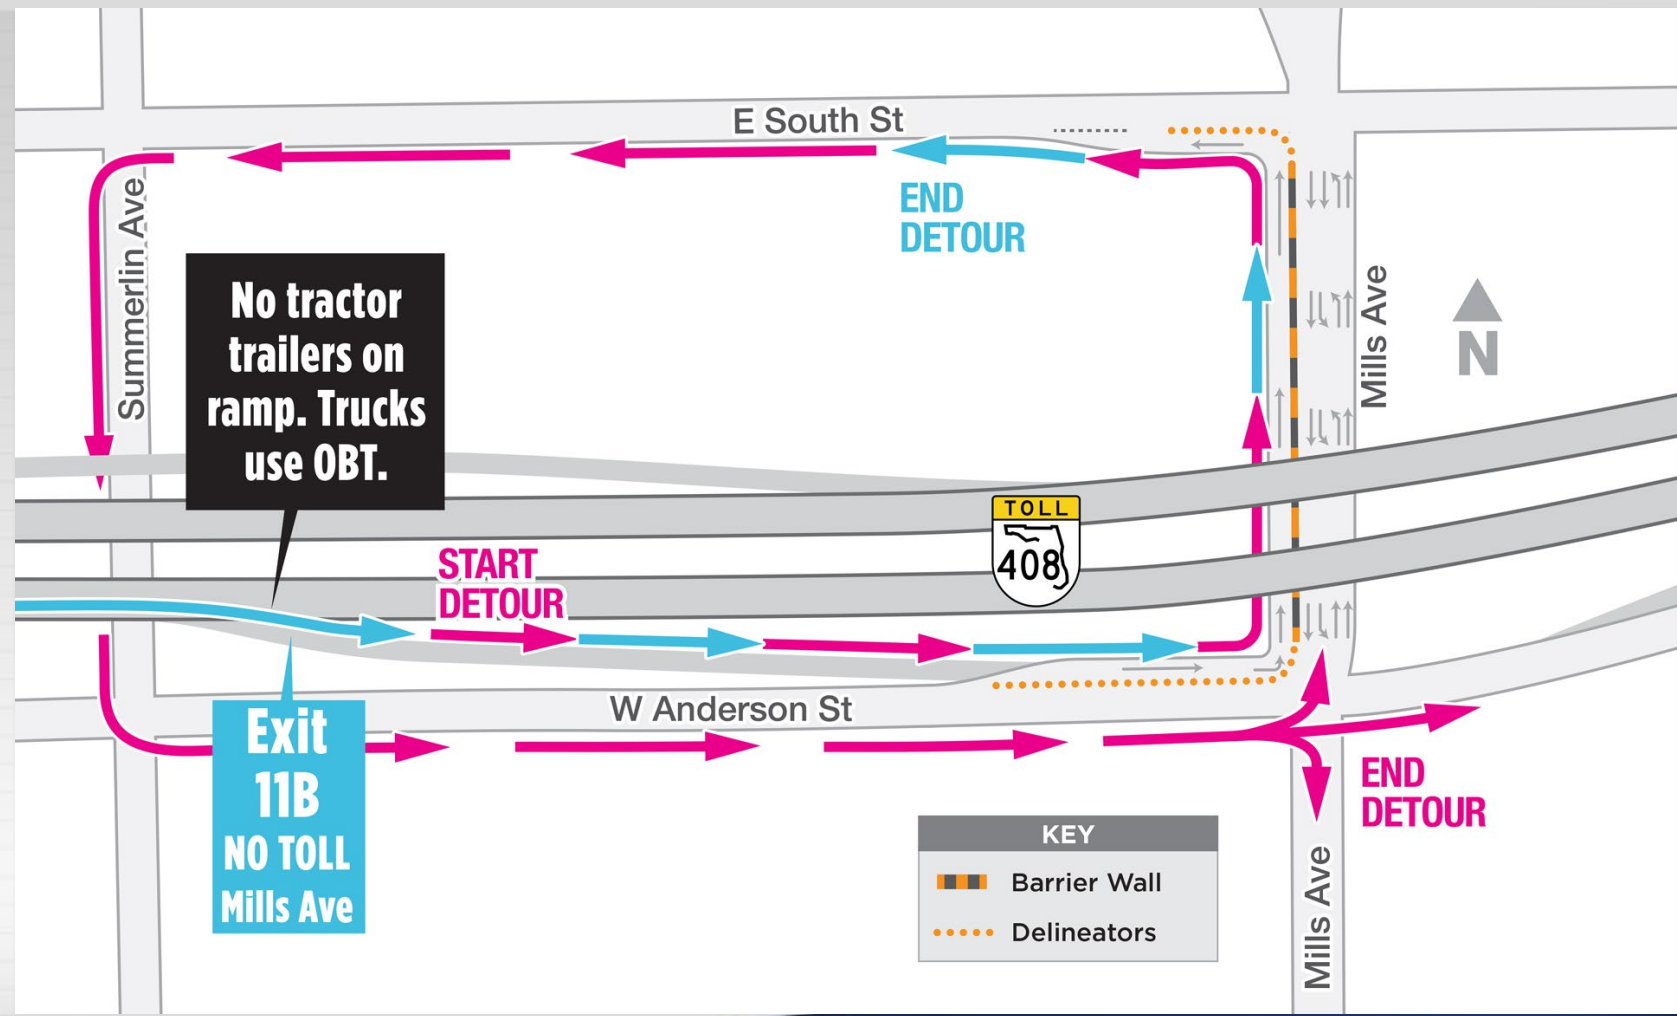 E South St
END
DETOUR
Summerlin Ave
No tractor
trailers on
ramp. Trucks
use OBT.
Mills Ave
N
TOLL
408
START
DETOUR
W Anderson St
Exit
11B
NO TOLL
Mills Ave
END
DETOUR
KEY
Barrier Wall
Delineators
Mills Ave